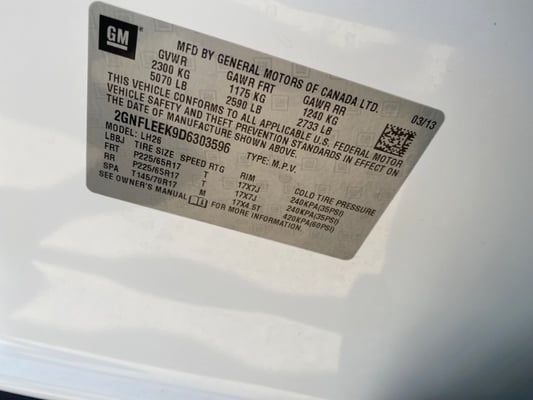 GM
MFD BY GENERAL MOTORS OF CANADA LTD. 03/13
GVWR GAWR FRT GAWR RR
2300 KG 1175 KG 1240 KG
5070 LB 2590 LB 2733 LB
THIS VEHICLE CONFORMS TO ALL APPLICABLE U.S. FEDERAL MOTOR
VEHICLE SAFETY AND THEFT PREVENTION STANDARDS IN EFFECT ON
THE DATE OF MANUFACTURE SHOWN ABOVE.
2GNFLEEK9D6303596 TYPE: M.P.V.
MODEL: LH26
LBBJ TIRE SIZE SPEED RTG RIM COLD TIRE PRESSURE
FRT P225/65R17 T 17X7J 240KPA(35PSI)
RR P225/65R17 T 17X7J 240KPA(35PSI)
SPA T145/70R17 M 17X4.5T 420KPA(60PSI)
SEE OWNER'S MANUAL FOR MORE INFORMATION.